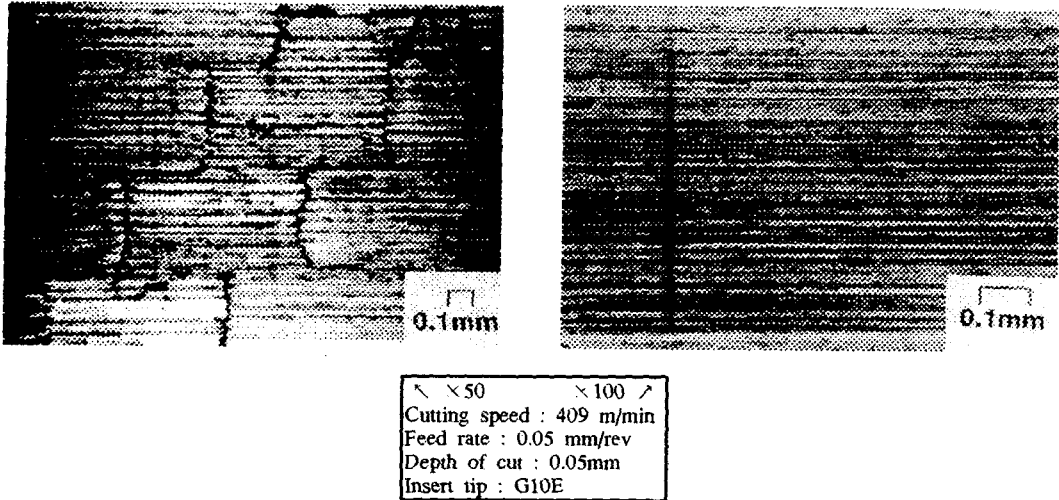 0.1mm
0.1mm
↖ ×50 ×100 ↗
Cutting speed : 409 m/min
Feed rate : 0.05 mm/rev
Depth of cut : 0.05mm
Insert tip : G10E